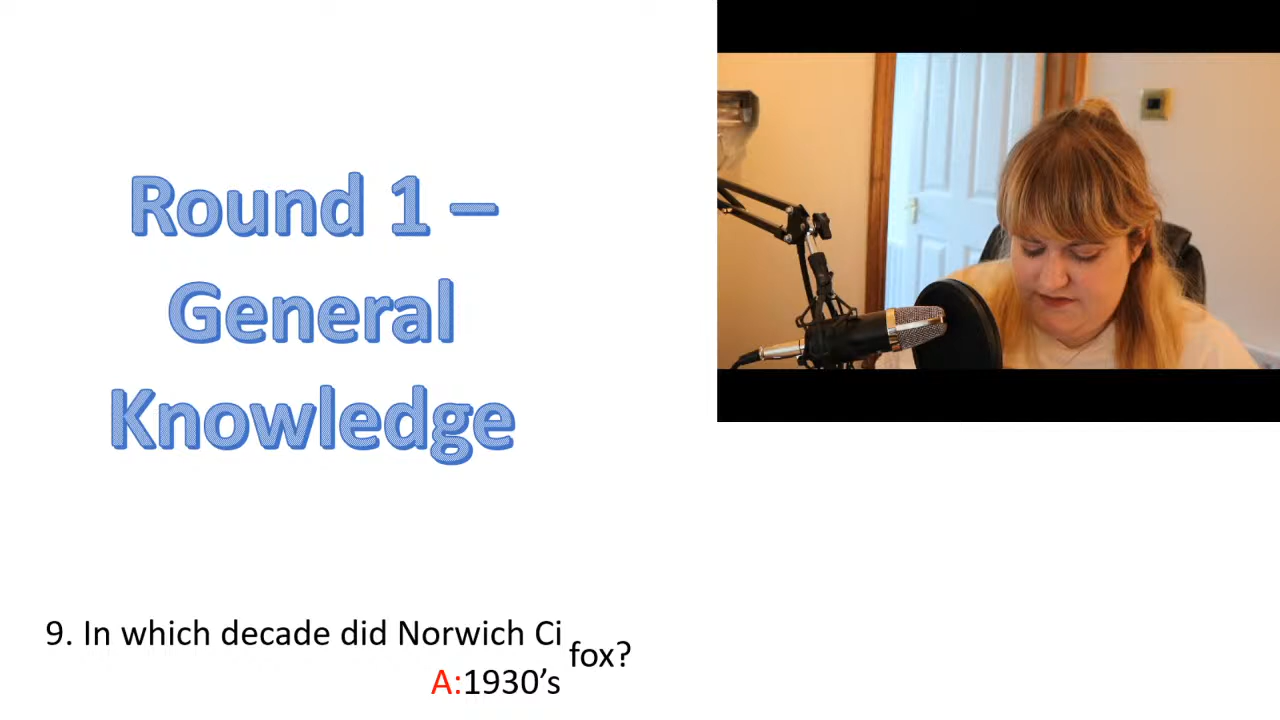 Round 1 –
General
Knowledge
9. In which decade did Norwich Ci
fox?
A:1930’s